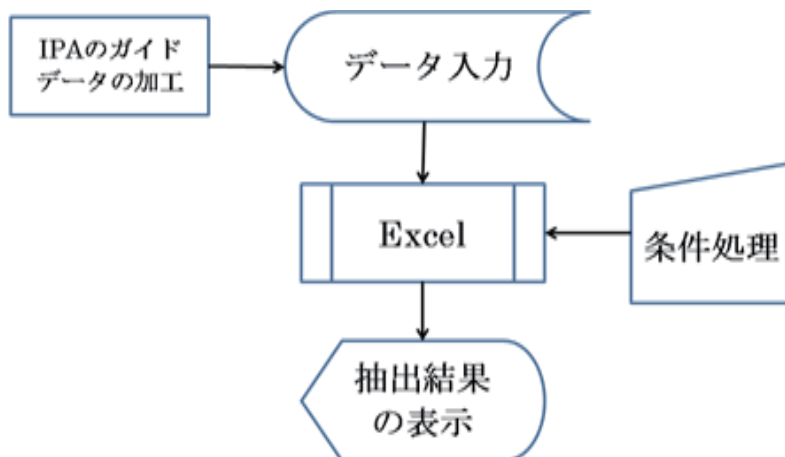 IPAのガイド
データの加工
データ入力
Excel
条件処理
抽出結果
の表示